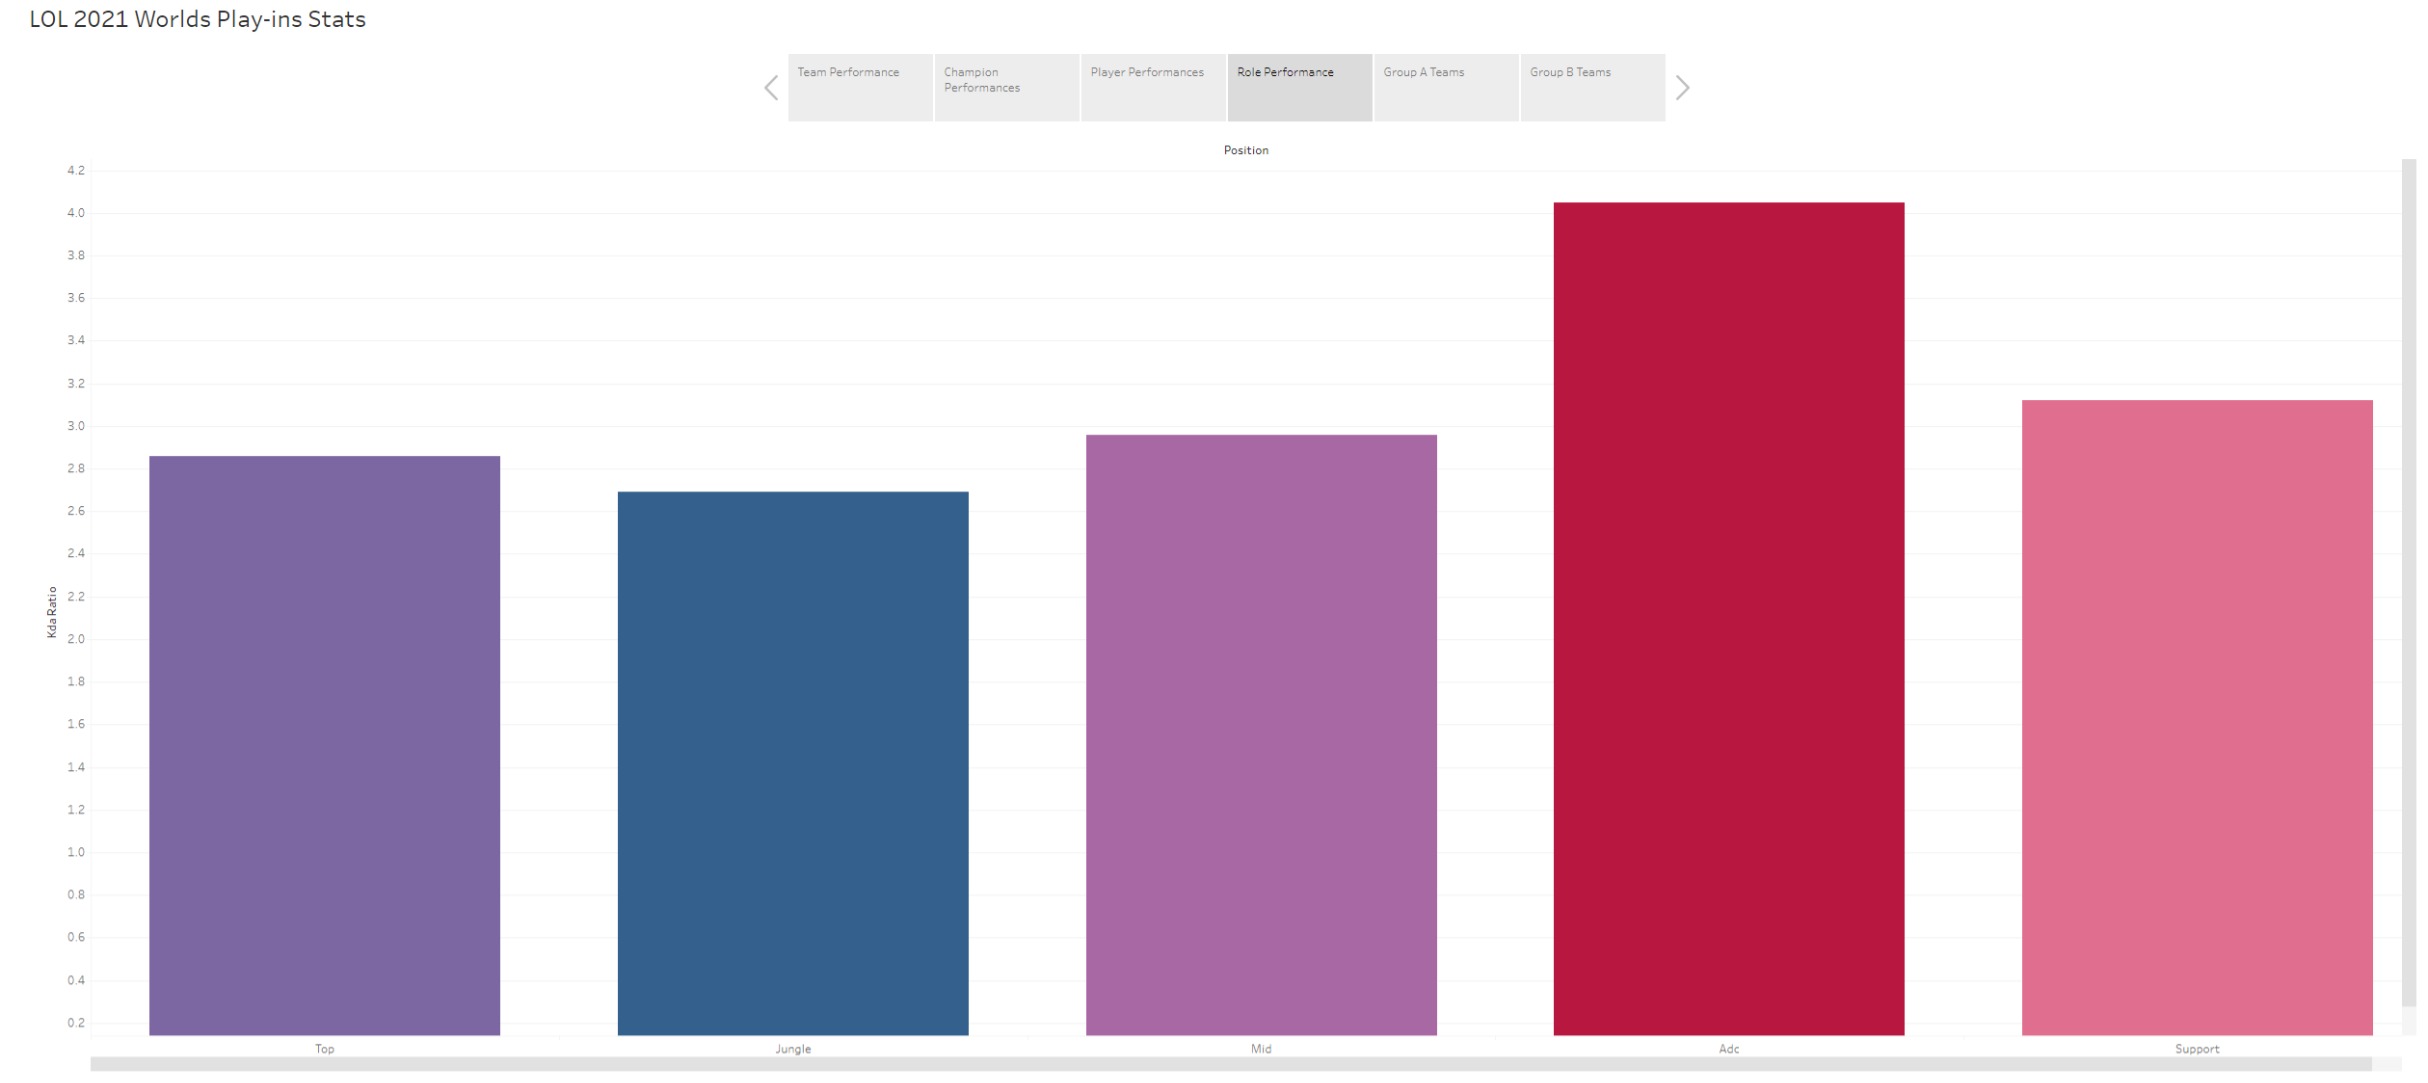 LOL 2021 Worlds Play-ins Stats
Team Performance
Champion
Performances
Player Performances
Role Performance
Group A Teams
Group B Teams
Position
4.2
4.0
3.8
3.6
3.4
3.2
3.0
2.8
2.6
2.4
2.2
2.0
1.8
1.6
1.4
1.2
1.0
0.8
0.6
0.4
0.2
Kda Ratio
Top
Jungle
Mid
Adc
Support